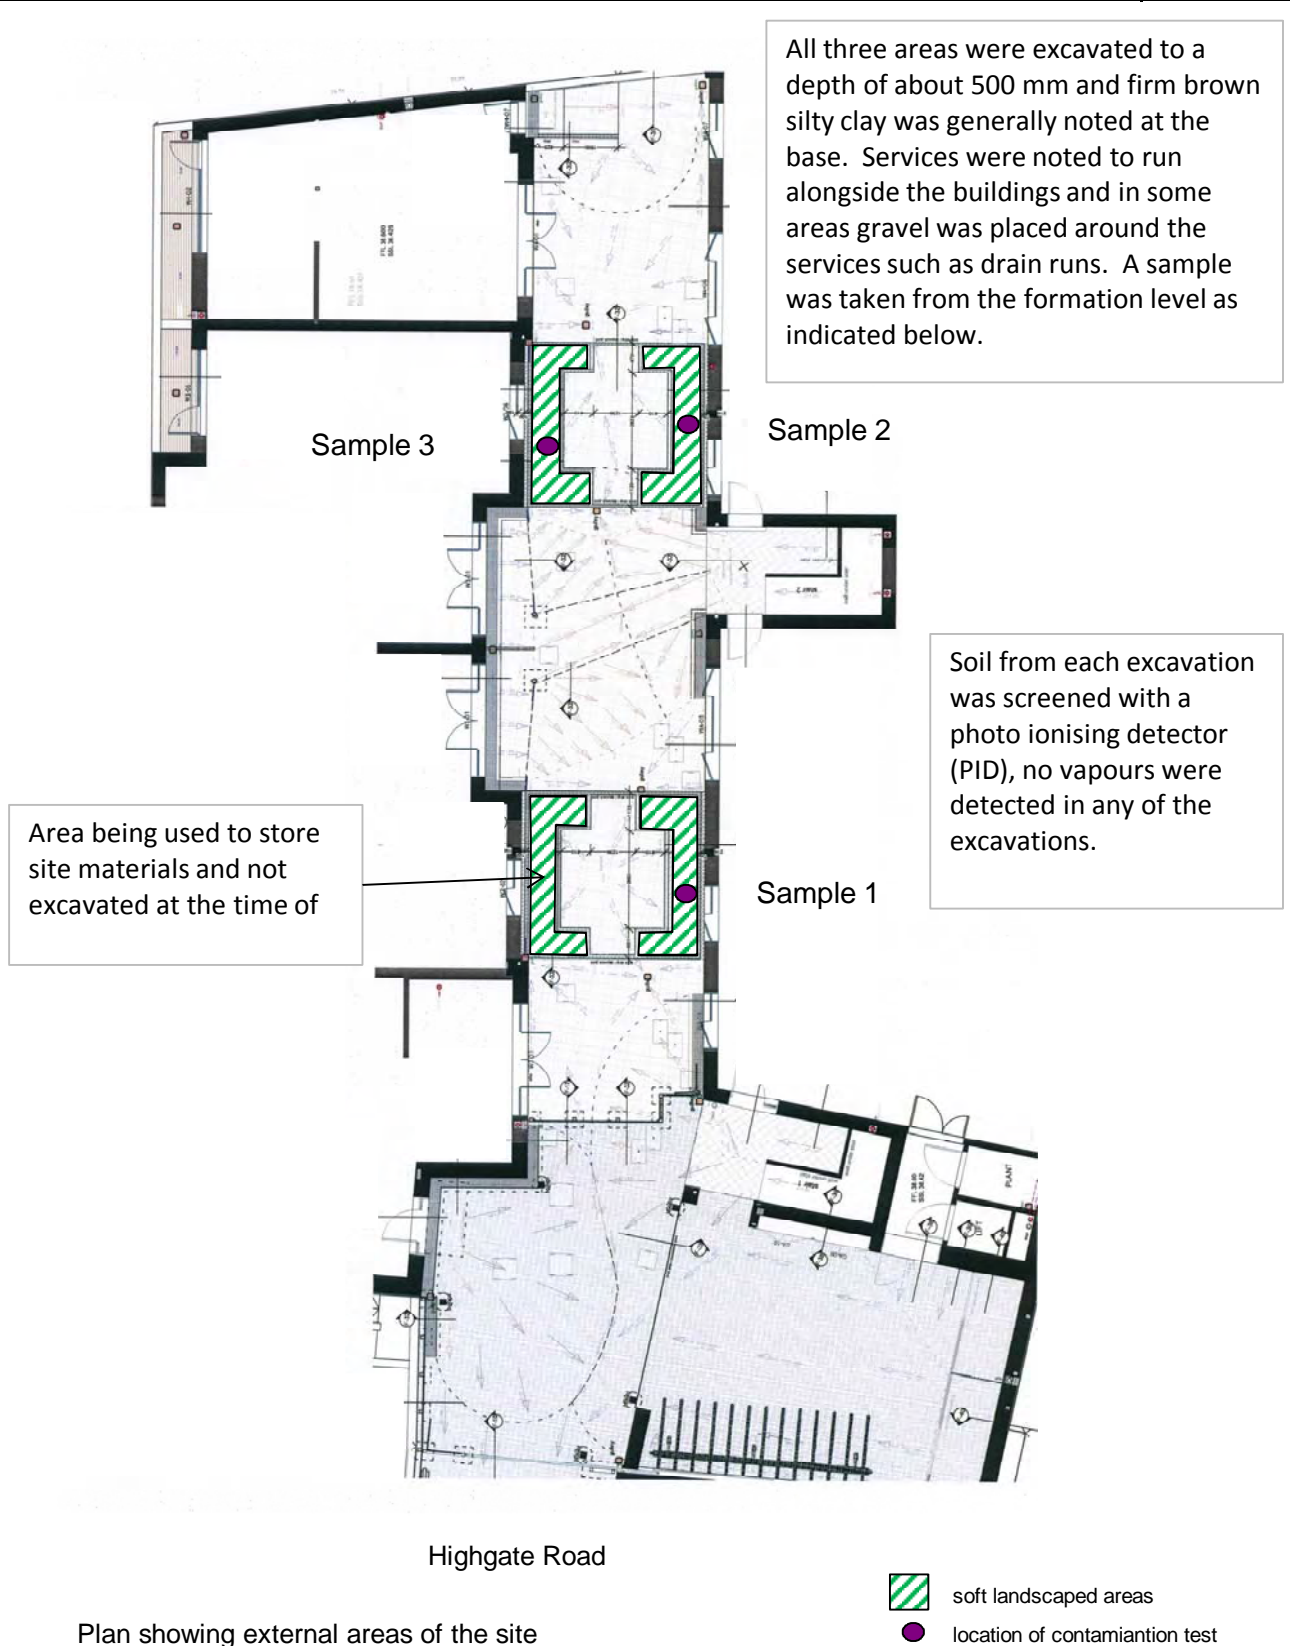 All three areas were excavated to a
depth of about 500 mm and firm brown
silty clay was generally noted at the
base.  Services were noted to run
alongside the buildings and in some
areas gravel was placed around the
services such as drain runs.  A sample
was taken from the formation level as
indicated below.
Sample 3
Sample 2
Soil from each excavation
was screened with a
photo ionising detector
(PID), no vapours were
detected in any of the
excavations.
Area being used to store
site materials and not
excavated at the time of
Sample 1
Stair 2
Stair 1
PLANT
Highgate Road
soft landscaped areas
location of contamiantion test
Plan showing external areas of the site